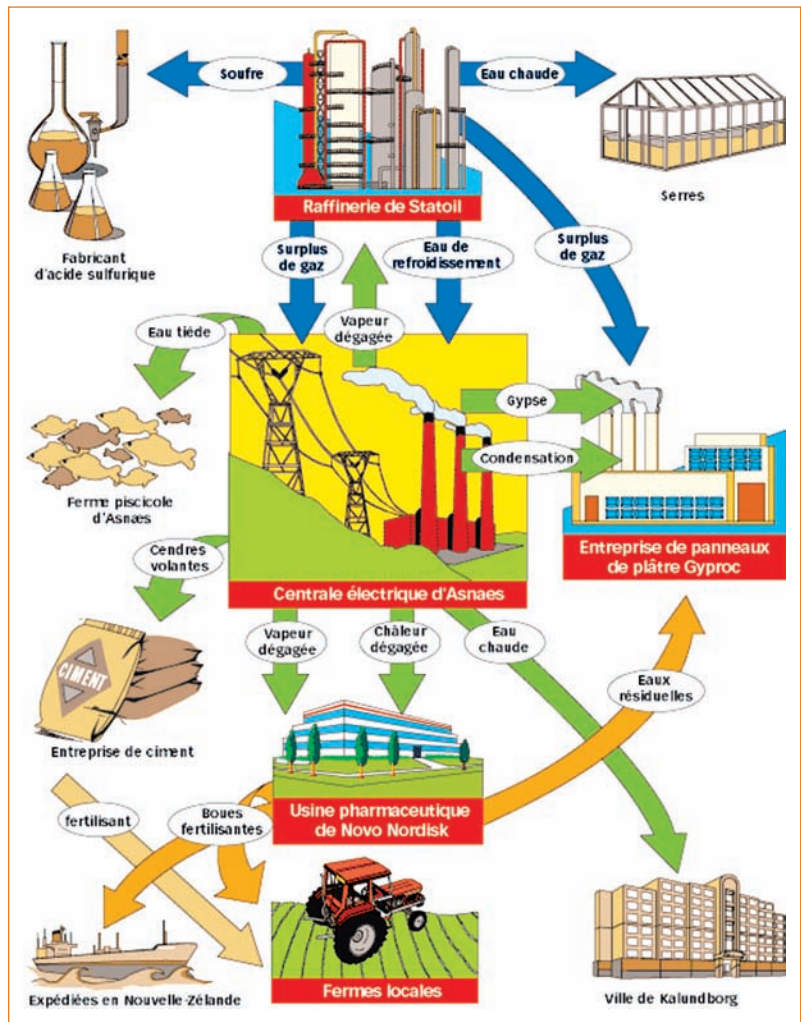 Soufre
Eau chaude
Raffinerie de Statoil
Serres
Fabricant
d'acide sulfurique
Surplus
de gaz
Eau de
refroidissement
Surplus
de gaz
Vapeur
dégagée
Eau tiéde
Gypse
Condensation
Ferme piscicole
d'Asnæs
Cendres
volantes
Centrale électrique d'Asnaes
Entreprise de panneaux
de plâtre Gyproc
Vapeur
dégagée
Châleur
dégagée
Eau
chaude
Eaux
résiduelles
CIMENT
Entreprise de ciment
fertilisant
Boues
fertilisantes
Usine pharmaceutique
de Novo Nordisk
Expédiées en Nouvelle-Zélande
Fermes locales
Ville de Kalundborg